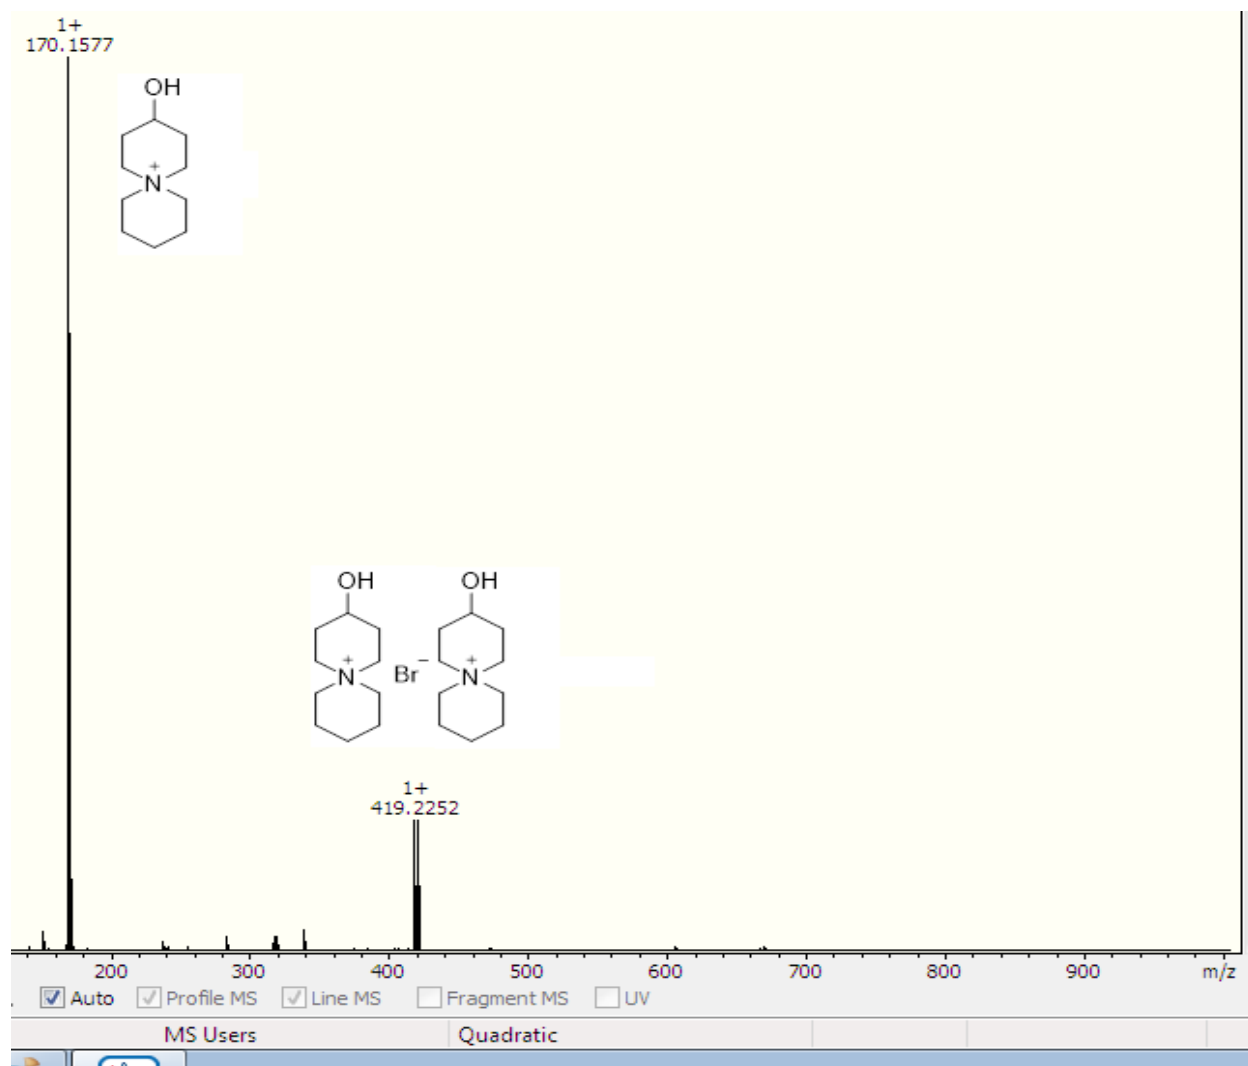 1+
170.1577
OH
+
N
OH OH
+ +
N Br− N
1+
419.2252
200 300 400 500 600 700 800 900 m/z
Auto Profile MS Line MS Fragment MS UV
MS Users Quadratic